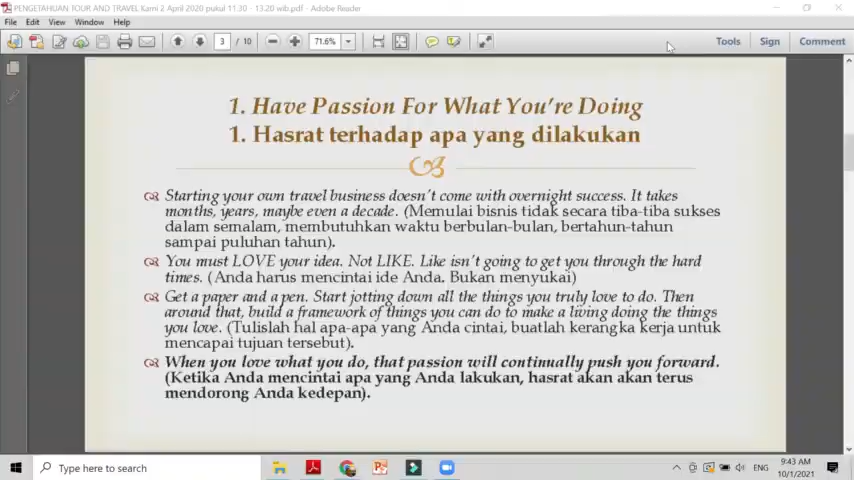 PENGETAHUAN TOUR AND TRAVEL Kami 2 April 2020 pukul 11.30 - 13.20 wib.pdf - Adobe Reader
File Edit View Window Help
3 / 10 71.6% Tools Sign Comment
1. Have Passion For What You're Doing
1. Hasrat terhadap apa yang dilakukan
Starting your own travel business doesn't come with overnight success. It takes
months, years, maybe even a decade. (Memulai bisnis tidak secara tiba-tiba sukses
dalam semalam, membutuhkan waktu berbulan-bulan, bertahun-tahun
sampai puluhan tahun).
You must LOVE your idea. Not LIKE. Like isn't going to get you through the hard
times. (Anda harus mencintai ide Anda. Bukan menyukai)
Get a paper and a pen. Start jotting down all the things you truly love to do. Then
around that, build a framework of things you can do to make a living doing the things
you love. (Tulislah hal apa-apa yang Anda cintai, buatlah kerangka kerja untuk
mencapai tujuan tersebut).
When you love what you do, that passion will continually push you forward.
(Ketika Anda mencintai apa yang Anda lakukan, hasrat akan akan terus
mendorong Anda kedepan).
Type here to search
ENG
9:43 AM
10/1/2021